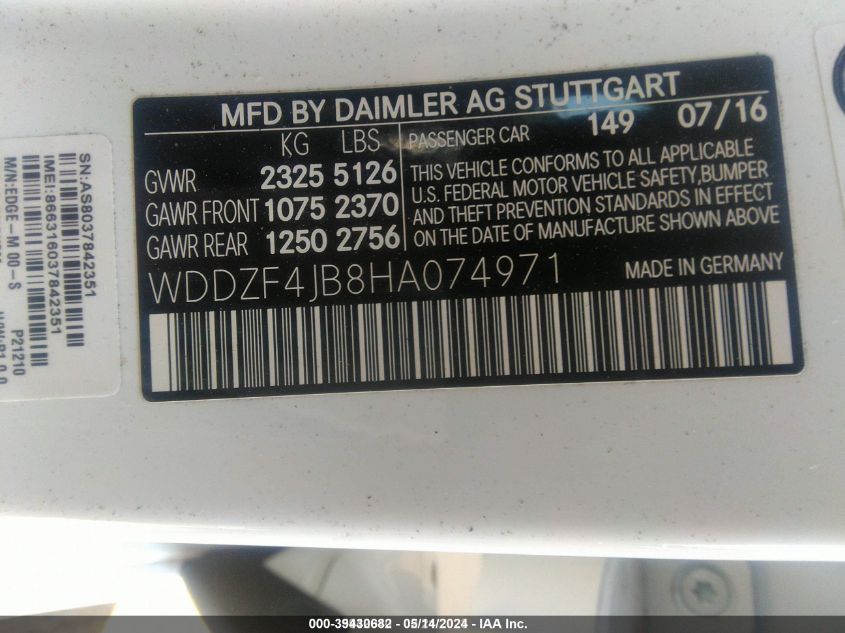 MFD BY DAIMLER AG STUTTGART
KG LBS
GVWR 2325 5126
GAWR FRONT 1075 2370
GAWR REAR 1250 2756
PASSENGER CAR 149 07/16
THIS VEHICLE CONFORMS TO ALL APPLICABLE
U.S. FEDERAL MOTOR VEHICLE SAFETY,BUMPER
AND THEFT PREVENTION STANDARDS IN EFFECT
ON THE DATE OF MANUFACTURE SHOWN ABOVE
WDDZF4JB8HA074971
MADE IN GERMANY
SN:AS8037842351
IMEI:866316037842351
M/N:EDGE-M 00-S
P21210
000-39430682 - 05/14/2024 - IAA Inc.